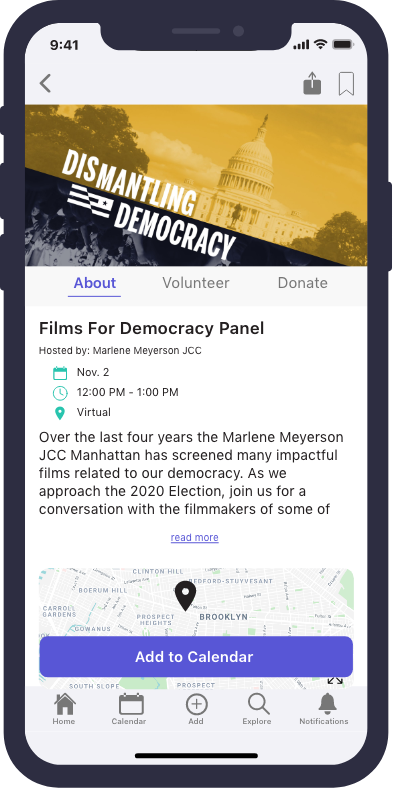 9:41
DISMANTLING
DEMOCRACY
About Volunteer Donate
Films For Democracy Panel
Hosted by: Marlene Meyerson JCC
Nov. 2
12:00 PM - 1:00 PM
Virtual
Over the last four years the Marlene Meyerson
JCC Manhattan has screened many impactful
films related to our democracy. As we
approach the 2020 Election, join us for a
conversation with the filmmakers of some of
read more
CLINTON HILL
BEDFORD-STUYVESANT
BOERUM HILL
CARROLL
GARDENS
PROSPECT
HEIGHTS
BROOKLYN
GOWANUS
Add to Calendar
SOUTH SLOPE
PROSPECT
Home Calendar Add Explore Notifications